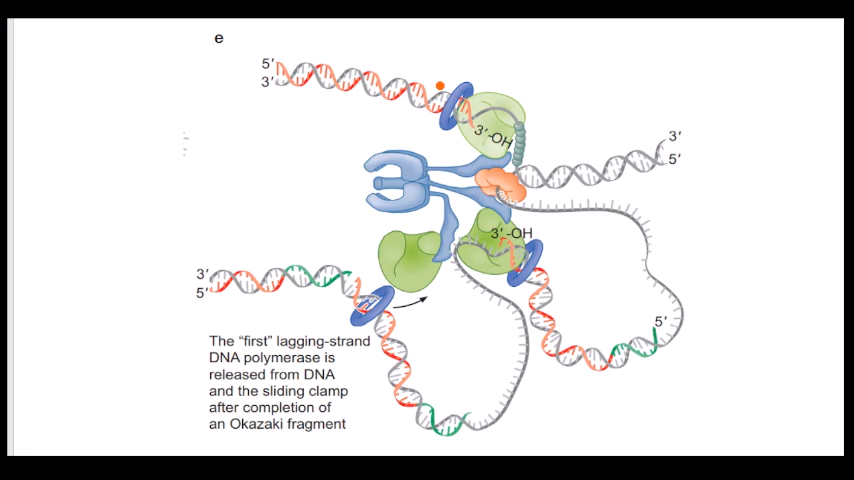 e
5′
3′
3′-OH
3′
5′
3′-OH
3′
5′
5′
The “first” lagging-strand
DNA polymerase is
released from DNA
and the sliding clamp
after completion of
an Okazaki fragment